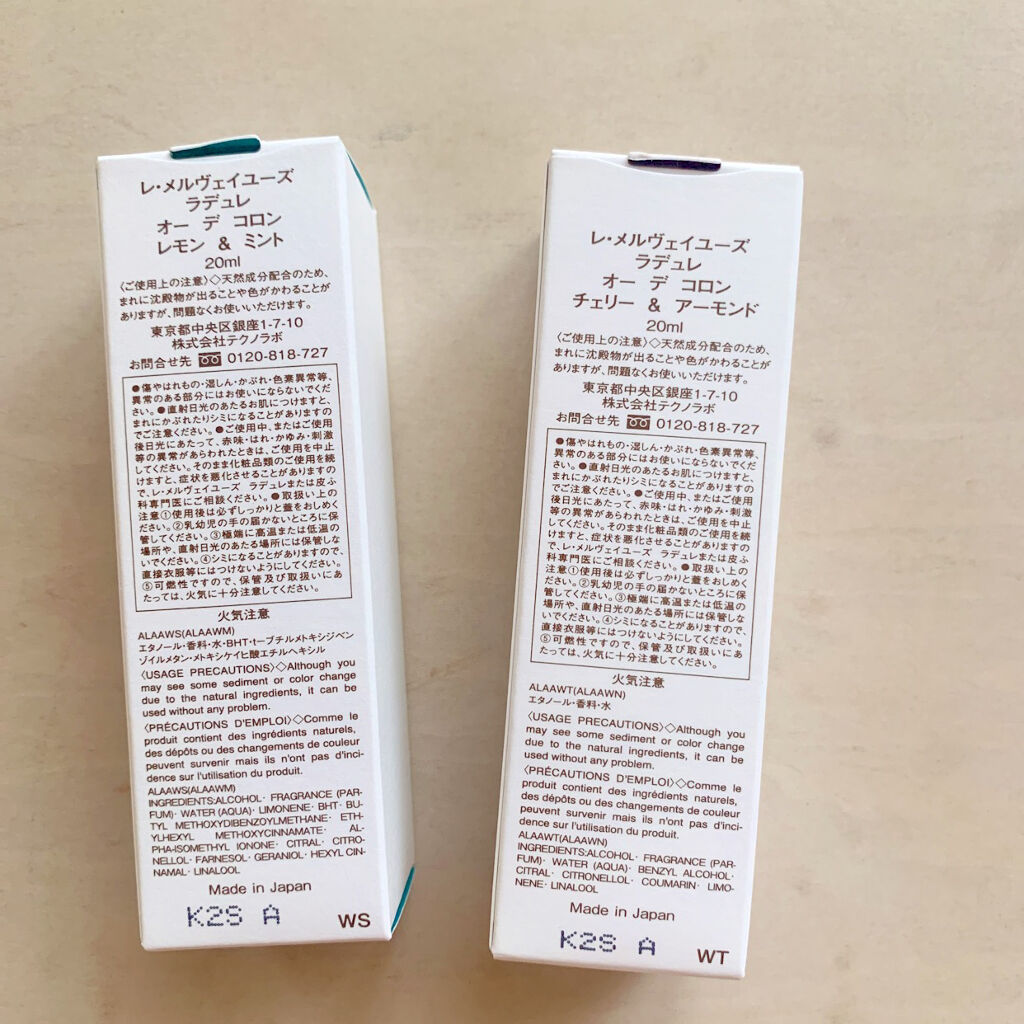 レ・メルヴェイユーズ
ラデュレ
オー デ コロン
レモン & ミント
20ml
〈ご使用上の注意〉◇天然成分配合のため、
まれに沈殿物が出ることや色がかわることが
ありますが、問題なくお使いいただけます。
東京都中央区銀座1-7-10
株式会社テクノラボ
お問合せ先 0120-818-727
●傷やはれもの・湿しん・かぶれ・色素異常等、
異常のある部分にはお使いにならないでくだ
さい。●直射日光のあたるお肌につけますと、
まれにかぶれたりシミになることがありますの
でご注意ください。●ご使用中、またはご使用
後日光にあたって、赤味・はれ・かゆみ・刺激
等の異常があらわれたときは、ご使用を中止
してください。そのまま化粧品類のご使用を続
けますと、症状を悪化させることがありますの
で、レ・メルヴェイユーズ ラデュレまたは皮ふ
科専門医にご相談ください。●取扱い上の
注意①使用後は必ずしっかりと蓋をおしめく
ださい。②乳幼児の手の届かないところに保
管してください。③極端に高温または低温の
場所や、直射日光のあたる場所には保管しな
いでください。④シミになることがありますので、
直接衣服等にはつけないようにしてください。
⑤可燃性ですので、保管及び取扱いにあ
たっては、火気に十分注意してください。
火気注意
ALAAWS(ALAAWM)
エタノール・香料・水・BHT・t-ブチルメトキシジベン
ゾイルメタン・メトキシケイヒ酸エチルヘキシル
〈USAGE PRECAUTIONS〉◇Although you
may see some sediment or color change
due to the natural ingredients, it can be
used without any problem.
〈PRÉCAUTIONS D'EMPLOI〉◇Comme le
produit contient des ingrédients naturels,
des dépôts ou des changements de couleur
peuvent survenir mais ils n'ont pas d'inci-
dence sur l'utilisation du produit.
ALAAWS(ALAAWM)
INGREDIENTS:ALCOHOL· FRAGRANCE (PAR-
FUM)· WATER (AQUA)· LIMONENE· BHT· BU-
TYL METHOXYDIBENZOYLMETHANE· ETH-
YLHEXYL METHOXYCINNAMATE· AL-
PHA-ISOMETHYL IONONE· CITRAL· CITRO-
NELLOL· FARNESOL· GERANIOL· HEXYL CIN-
NAMAL· LINALOOL
Made in Japan
K2S A
WS
レ・メルヴェイユーズ
ラデュレ
オー デ コロン
チェリー & アーモンド
20ml
〈ご使用上の注意〉◇天然成分配合のため、
まれに沈殿物が出ることや色がかわることが
ありますが、問題なくお使いいただけます。
東京都中央区銀座1-7-10
株式会社テクノラボ
お問合せ先 0120-818-727
●傷やはれもの・湿しん・かぶれ・色素異常等、
異常のある部分にはお使いにならないでくだ
さい。●直射日光のあたるお肌につけますと、
まれにかぶれたりシミになることがありますの
でご注意ください。●ご使用中、またはご使用
後日光にあたって、赤味・はれ・かゆみ・刺激
等の異常があらわれたときは、ご使用を中止
してください。そのまま化粧品類のご使用を続
けますと、症状を悪化させることがありますの
で、レ・メルヴェイユーズ ラデュレまたは皮ふ
科専門医にご相談ください。●取扱い上の
注意①使用後は必ずしっかりと蓋をおしめく
ださい。②乳幼児の手の届かないところに保
管してください。③極端に高温または低温の
場所や、直射日光のあたる場所には保管しな
いでください。④シミになることがありますので、
直接衣服等にはつけないようにしてください。
⑤可燃性ですので、保管及び取扱いにあ
たっては、火気に十分注意してください。
火気注意
ALAAWT(ALAAWN)
エタノール・香料・水
〈USAGE PRECAUTIONS〉◇Although you
may see some sediment or color change
due to the natural ingredients, it can be
used without any problem.
〈PRÉCAUTIONS D'EMPLOI〉◇Comme le
produit contient des ingrédients naturels,
des dépôts ou des changements de couleur
peuvent survenir mais ils n'ont pas d'inci-
dence sur l'utilisation du produit.
ALAAWT(ALAAWN)
INGREDIENTS:ALCOHOL· FRAGRANCE (PAR-
FUM)· WATER (AQUA)· BENZYL ALCOHOL·
CITRAL· CITRONELLOL· COUMARIN· LIMO-
NENE· LINALOOL
Made in Japan
K2S A
WT